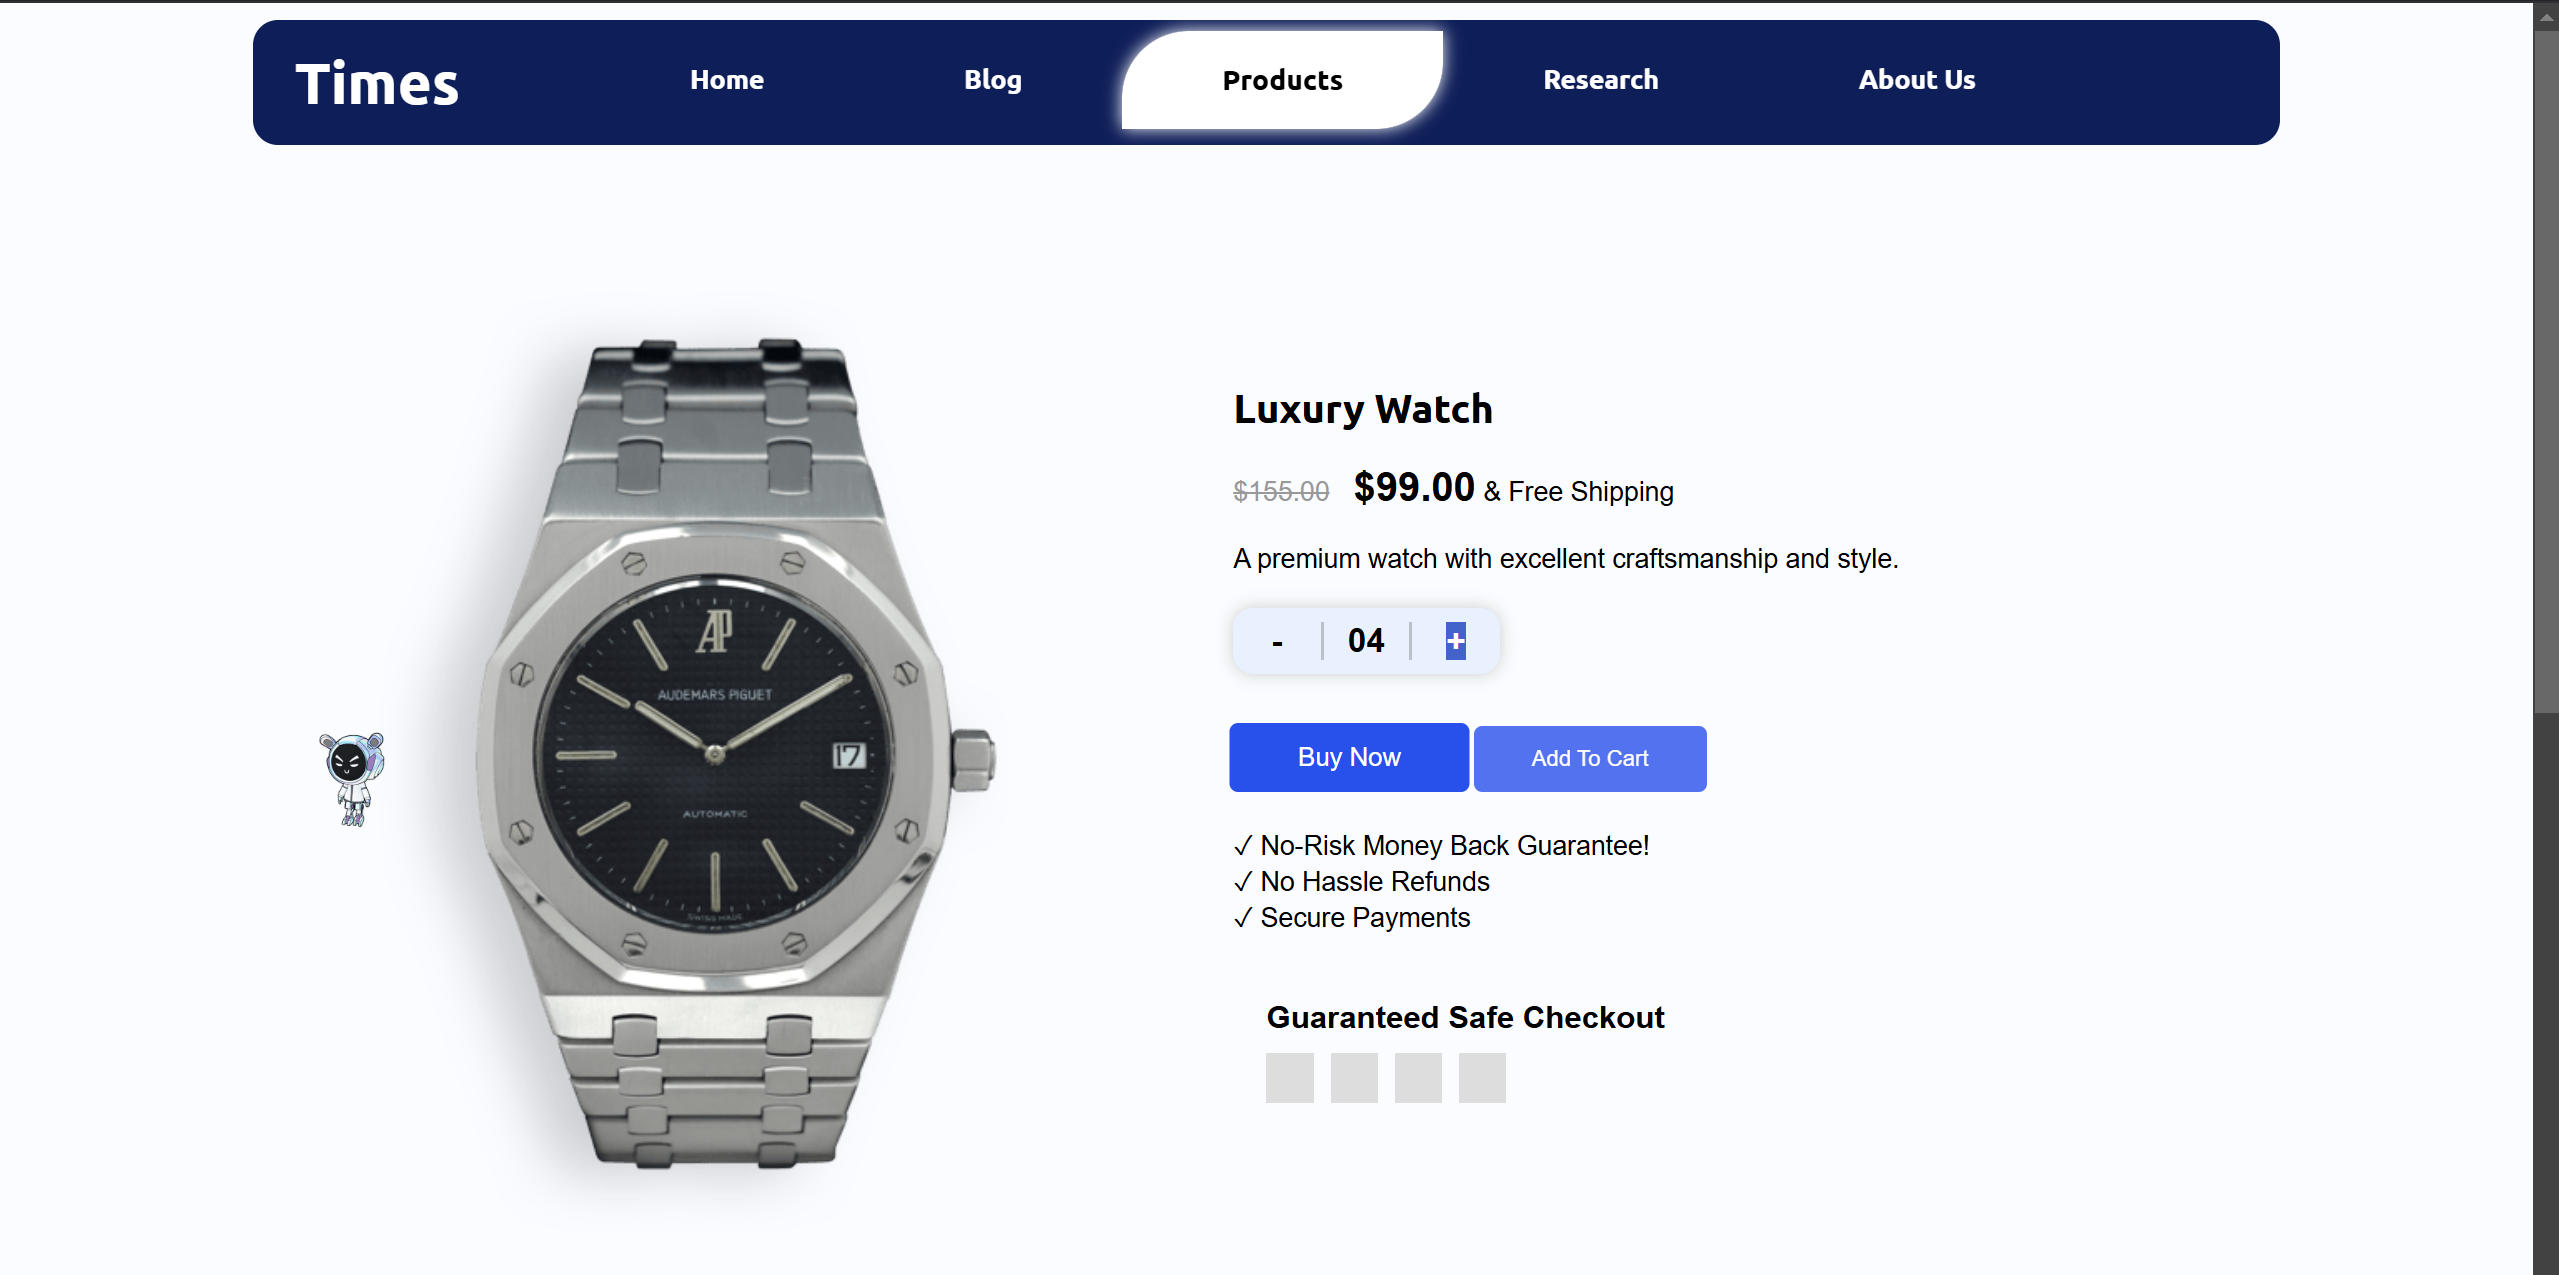 Times
Home
Blog
Products
Research
About Us
Luxury Watch
$155.00 $99.00 & Free Shipping
A premium watch with excellent craftsmanship and style.
- 04 +
Buy Now
Add To Cart
✓ No-Risk Money Back Guarantee!
✓ No Hassle Refunds
✓ Secure Payments
Guaranteed Safe Checkout
AP
AUDEMARS PIGUET
17
AUTOMATIC
SWISS MADE